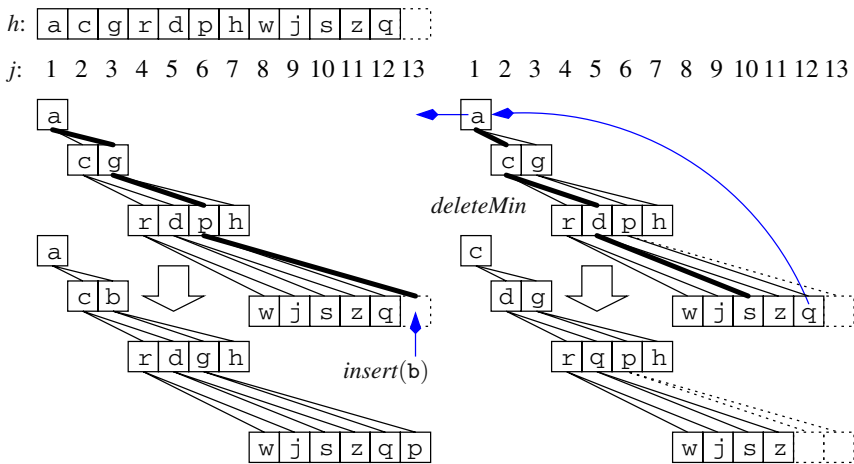 h: a c g r d p h w j s z q
j: 1 2 3 4 5 6 7 8 9 10 11 12 13 1 2 3 4 5 6 7 8 9 10 11 12 13
a a
c g c g
r d p h deleteMin r d p h
a c
c b d g
w j s z q w j s z q
r d g h insert(b) r q p h
w j s z q p w j s z